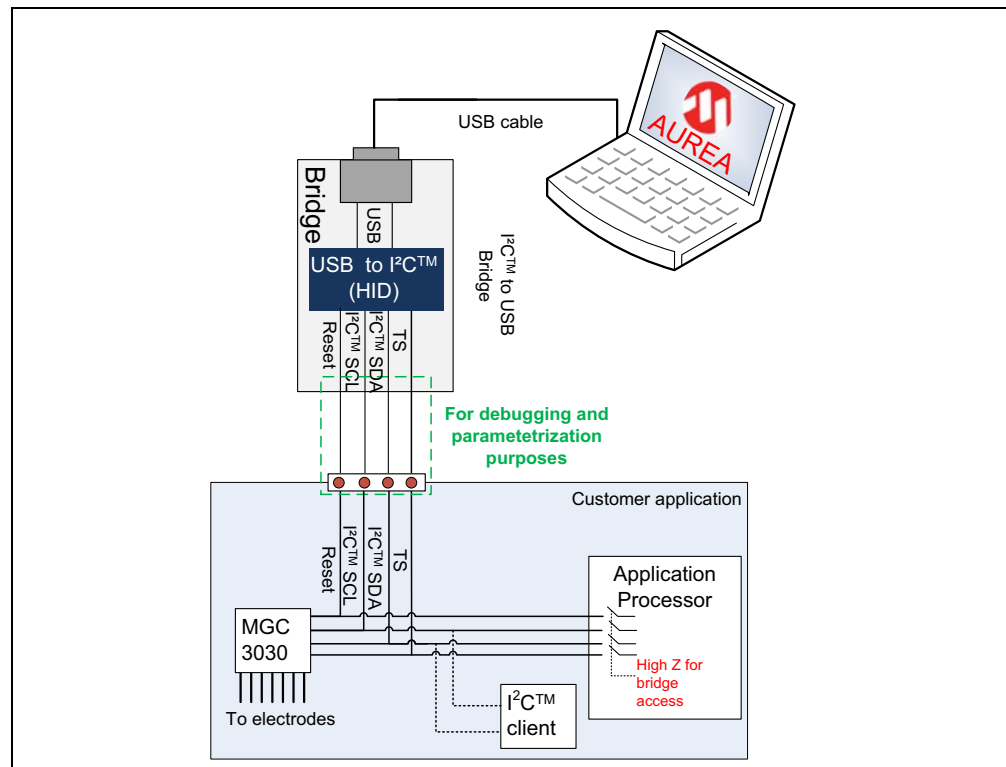 AUREA
USB cable
Bridge
USB
USB to I²C™
(HID)
I²C™ to USB
Bridge
Reset
I²C™ SCL
I²C™ SDA
TS
For debugging and
parametetrization
purposes
Customer application
Reset
I²C™ SCL
I²C™ SDA
TS
Application
Processor
MGC
3030
High Z for
bridge
access
To electrodes
I²C™
client